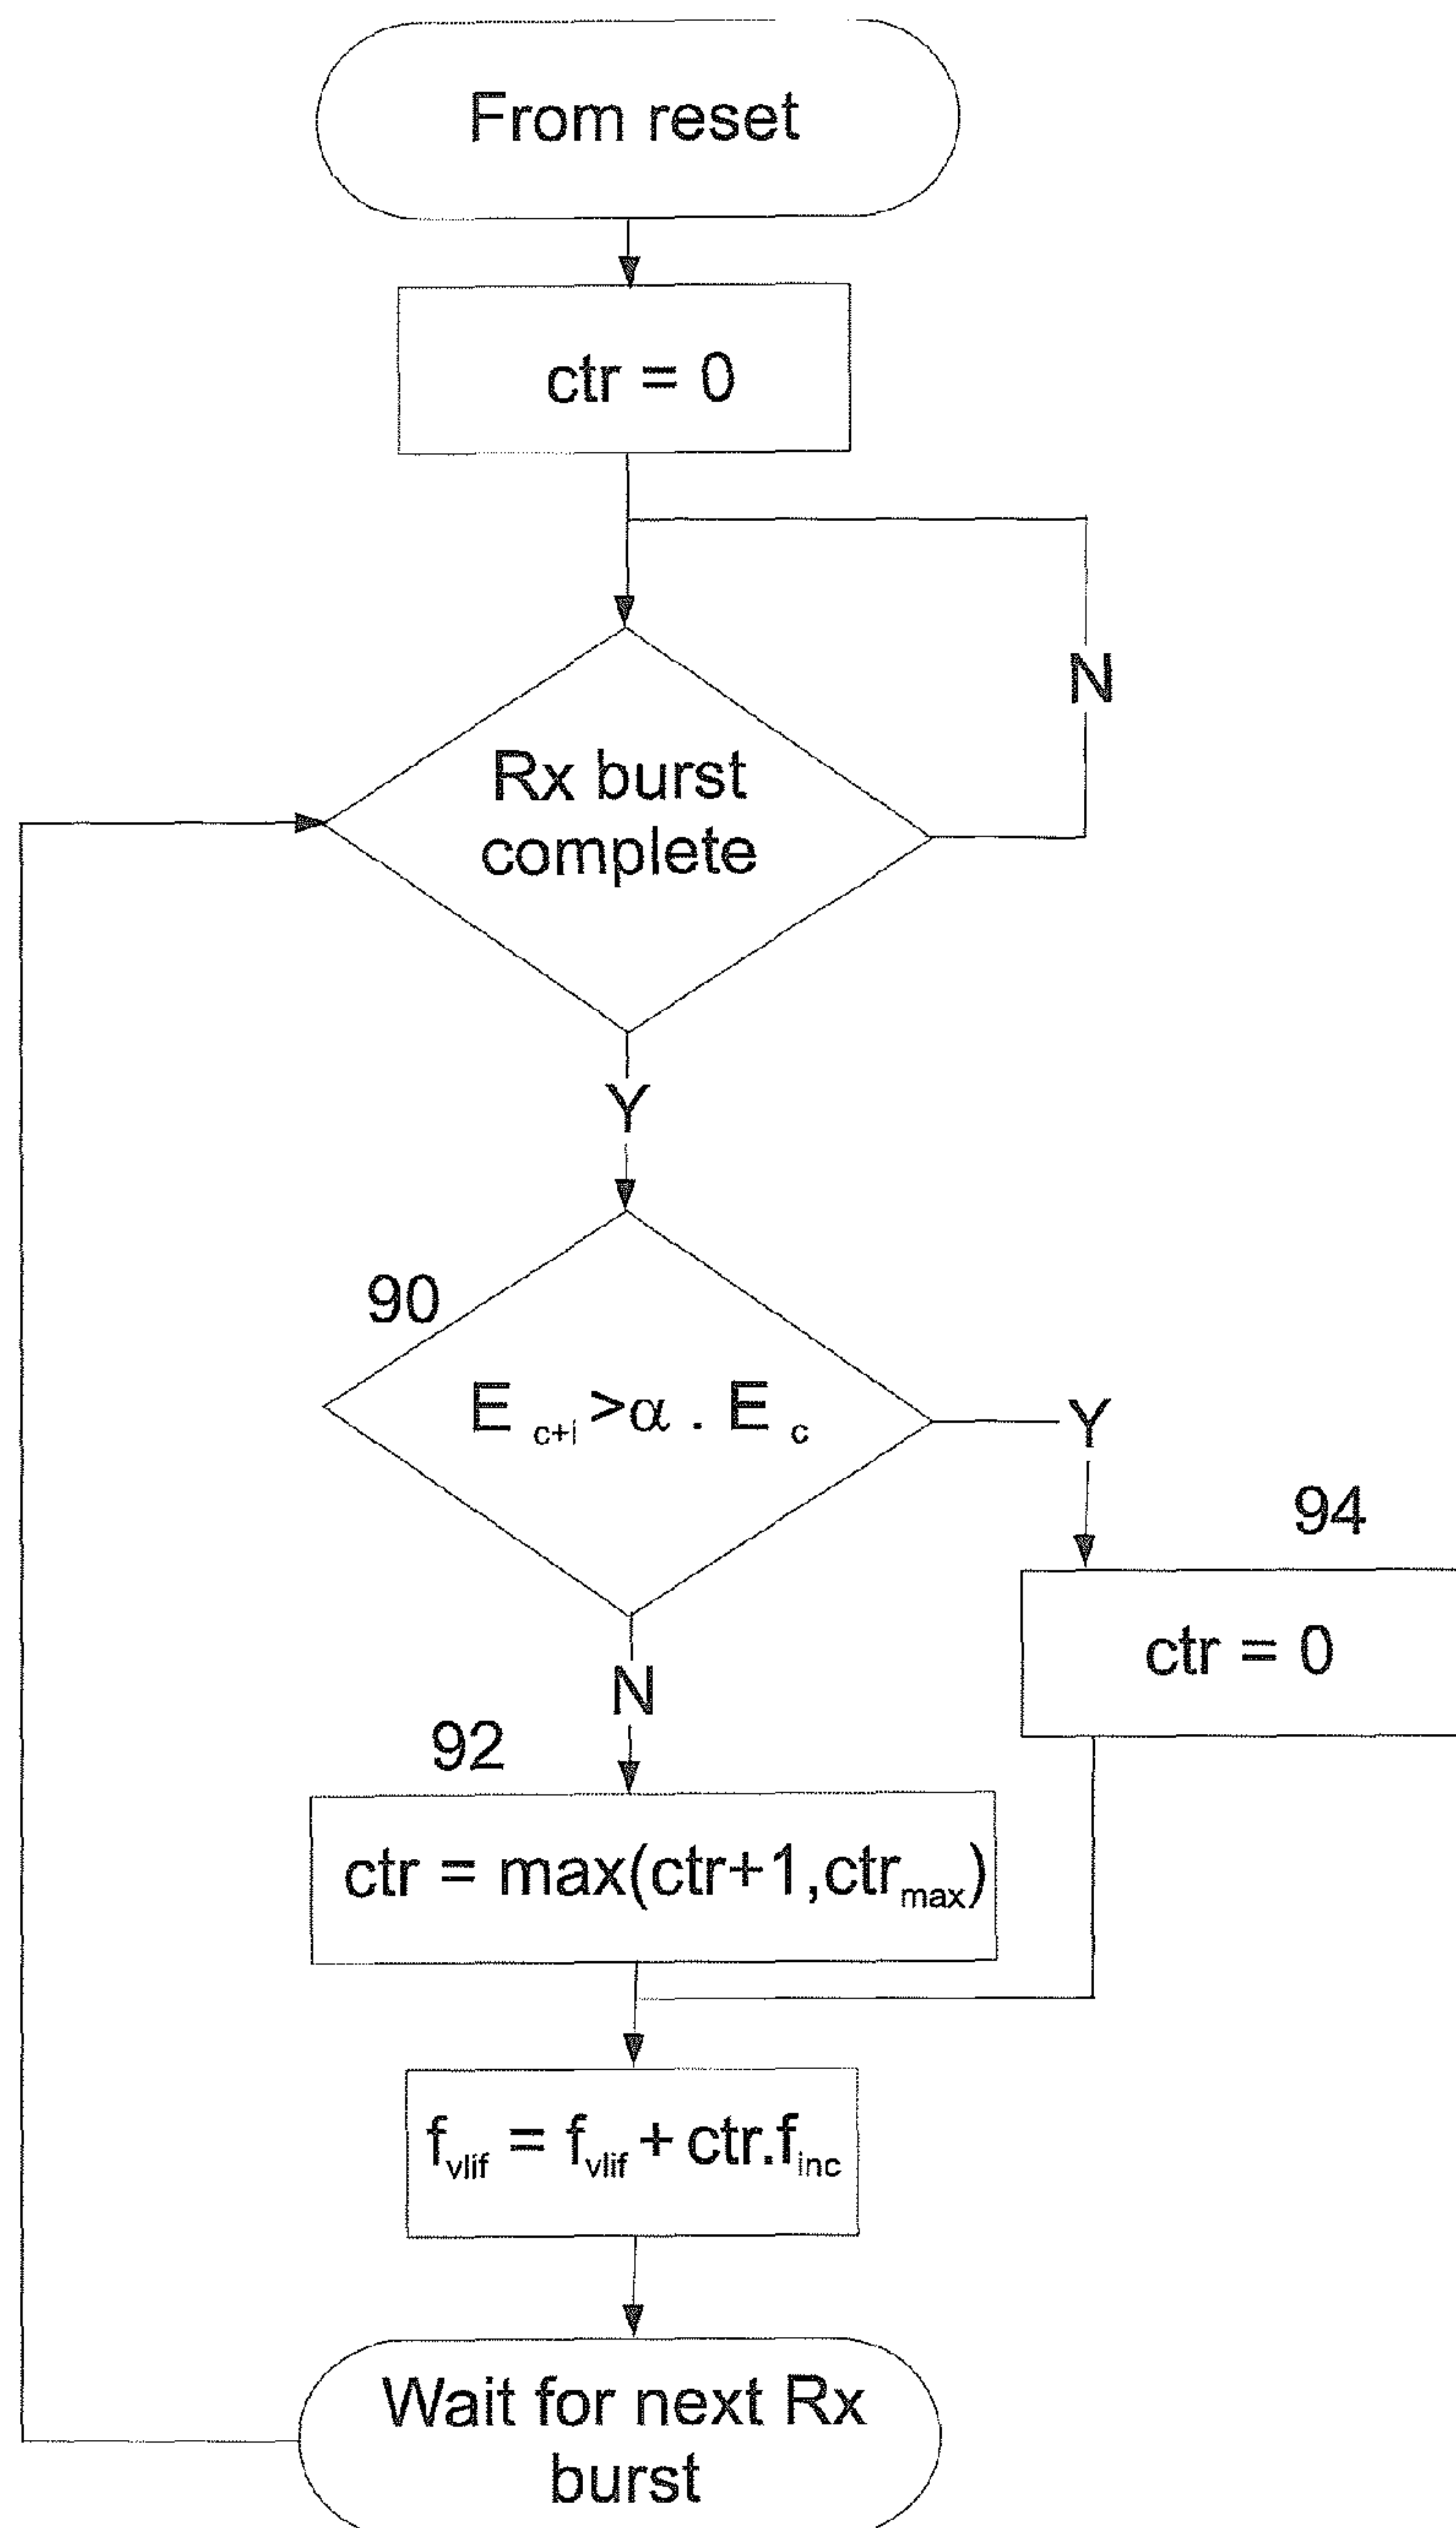 From reset
ctr = 0
N
Rx burst
complete
Y
90
E c+i >α . E c
Y
94
ctr = 0
N
92
ctr = max(ctr+1,ctrmax)
fvlif = fvlif + ctr.finc
Wait for next Rx
burst